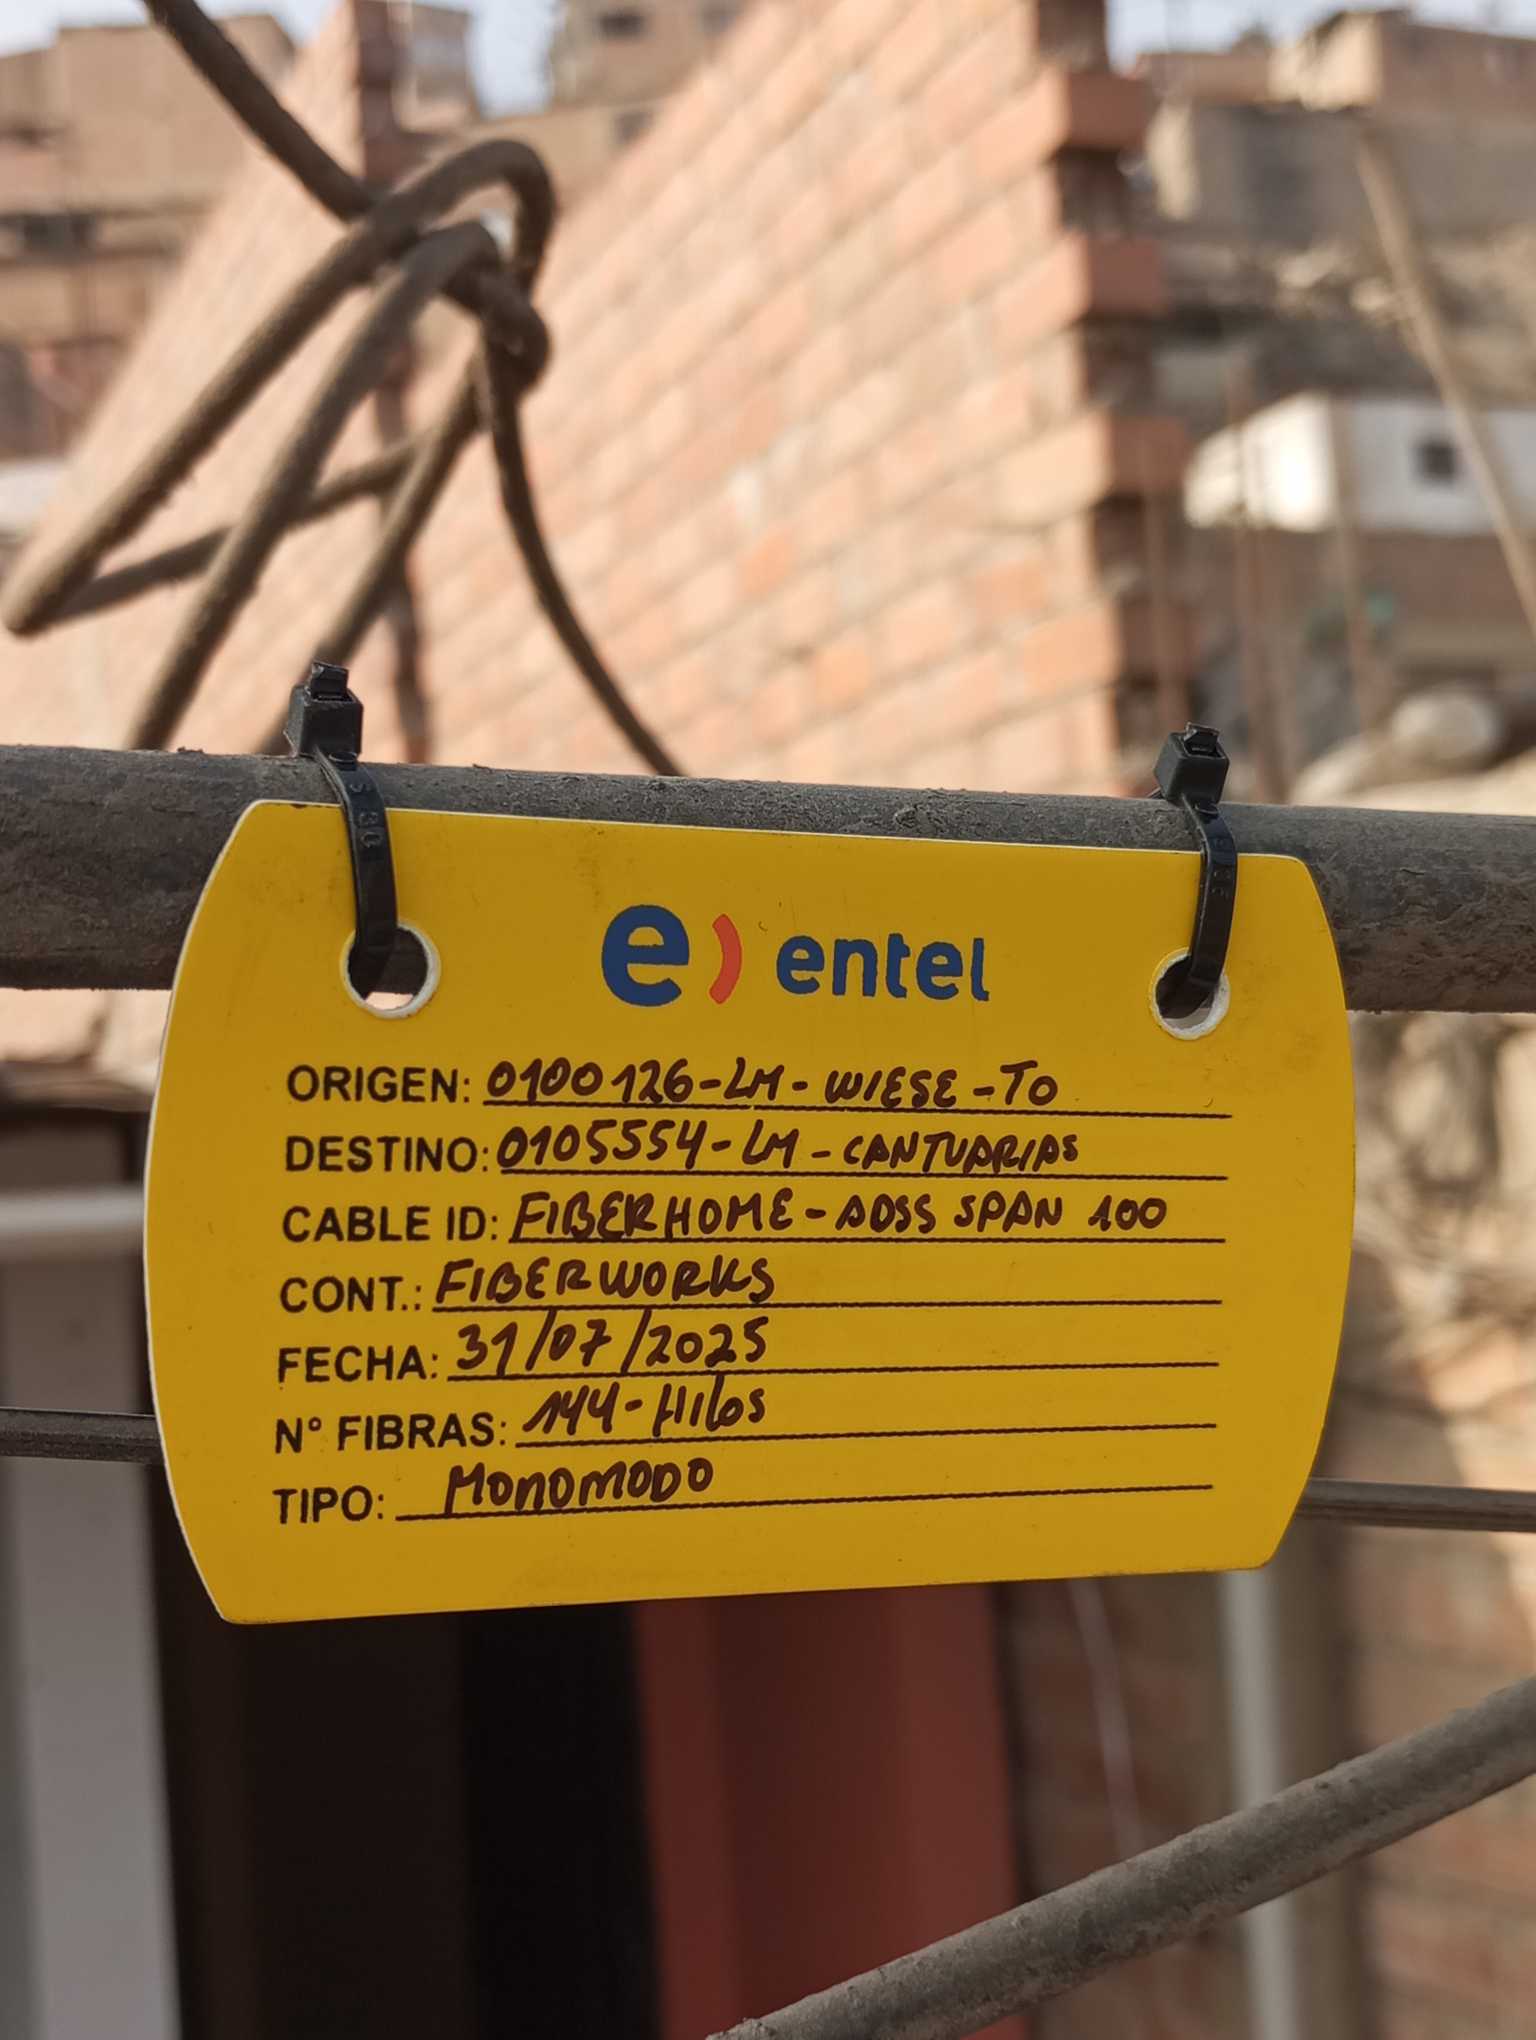 e) entel
ORIGEN: 0100126-LM-WIESE-TO
DESTINO: 0105554-LM-CANTUARIAS
CABLE ID: FIBERHOME-ADSS SPAN 100
CONT.: FIBERWORKS
FECHA: 31/07/2025
N° FIBRAS: 144-Hilos
TIPO: MONOMODO